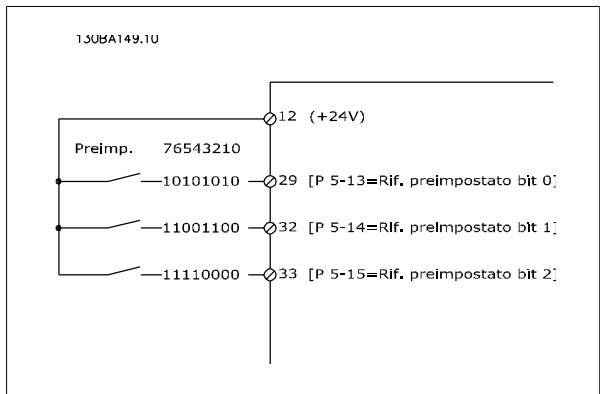 130BA149.10
12 (+24V)
Preimp. 76543210
10101010 29 [P 5-13=Rif. preimpostato bit 0]
11001100 32 [P 5-14=Rif. preimpostato bit 1]
11110000 33 [P 5-15=Rif. preimpostato bit 2]